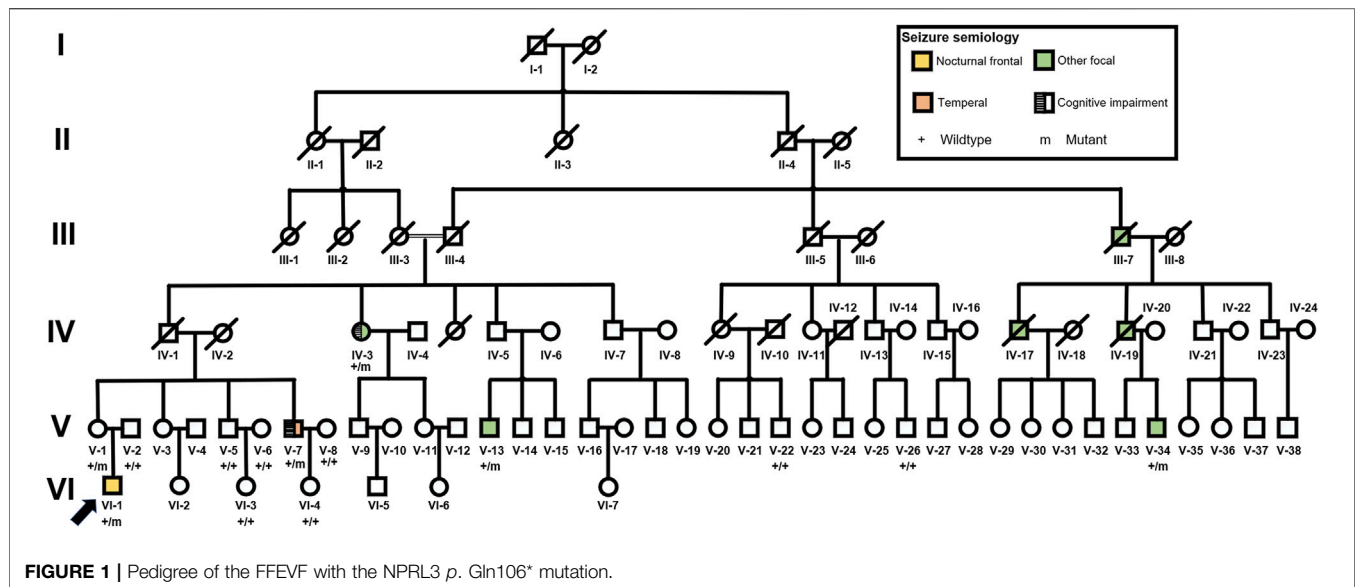 I
I-1 I-2
Seizure semiology
Nocturnal frontal Other focal
Temperal Cognitive impairment
+ Wildtype m Mutant
II
II-1 II-2 II-3 II-4 II-5
III
III-1 III-2 III-3 III-4 III-5 III-6 III-7 III-8
IV
IV-12 IV-14 IV-16 IV-20 IV-22 IV-24
IV-1 IV-2 IV-3 IV-4 IV-5 IV-6 IV-7 IV-8 IV-9 IV-10 IV-11 IV-13 IV-15 IV-17 IV-18 IV-19 IV-21 IV-23
+/m
V
V-1 V-2 V-3 V-4 V-5 V-6 V-7 V-8 V-9 V-10 V-11 V-12 V-13 V-14 V-15 V-16 V-17 V-18 V-19 V-20 V-21 V-22 V-23 V-24 V-25 V-26 V-27 V-28 V-29 V-30 V-31 V-32 V-33 V-34 V-35 V-36 V-37 V-38
+/m +/+ +/+ +/+ +/m +/+ +/m +/+ +/+ +/m
VI
VI-1 VI-2 VI-3 VI-4 VI-5 VI-6 VI-7
+/m +/+ +/+
FIGURE 1 | Pedigree of the FFEVF with the NPRL3 p. Gln106* mutation.